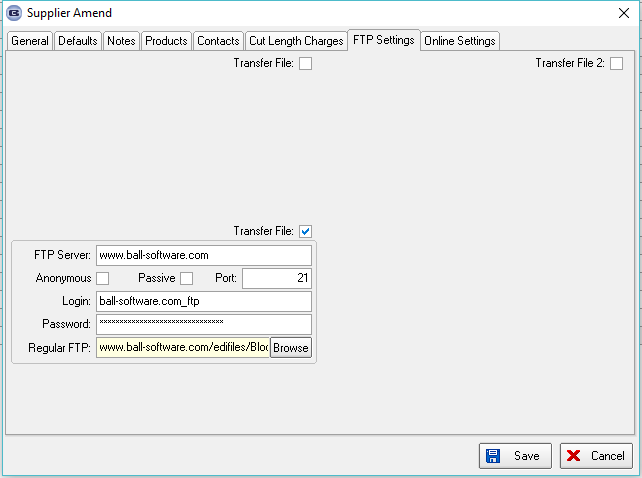 Supplier Amend
General Defaults Notes Products Contacts Cut Length Charges FTP Settings Online Settings
Transfer File: Transfer File 2:
Transfer File:
FTP Server: www.ball-software.com
Anonymous Passive Port: 21
Login: ball-software.com_ftp
Password:
Regular FTP: www.ball-software.com/edifiles/Bloc Browse
Save Cancel